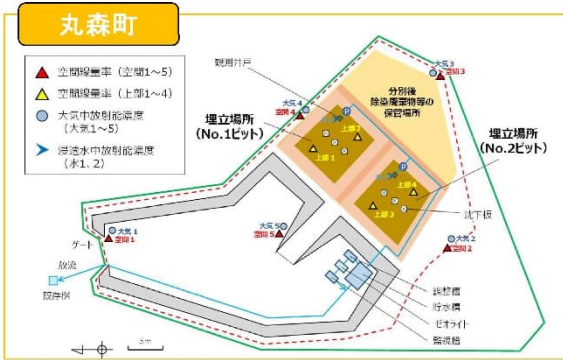 丸森町
空間線量率（空間1～5）
空間線量率（上部1～4）
大気中放射能濃度
（大気1～5）
浸透水中放射能濃度
（水1、2）
観測井戸
大気4
空間4
大気3
空間3
分別後
除染廃棄物等の
保管場所
埋立場所
（No.1ピット）
上部2
上部1
埋立場所
（No.2ピット）
上部4
上部3
沈下板
大気1
空間1
ゲート
大気5
空間5
大気2
空間2
放流
既存桝
調整槽
貯水槽
ゼオライト
監視槽
5m